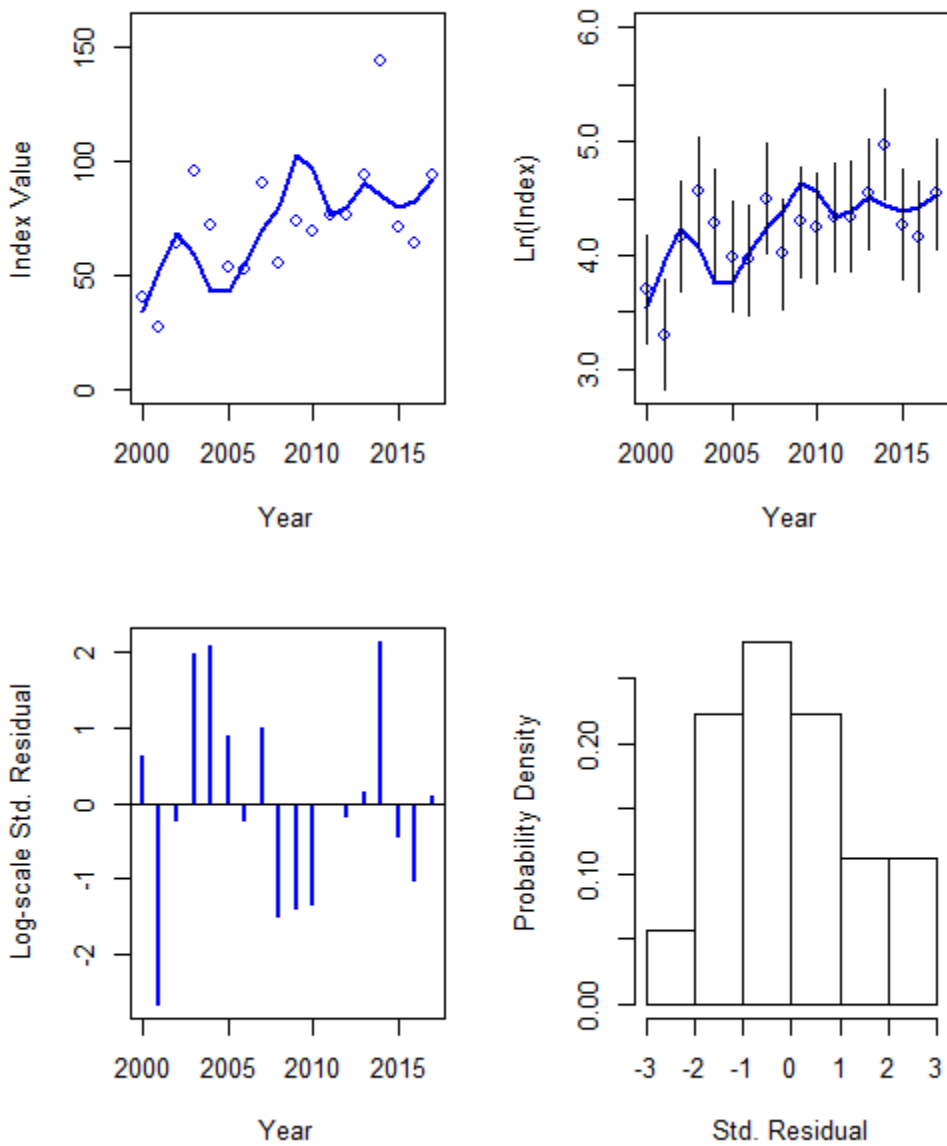 Index Value
150
100
50
0
2000 2005 2010 2015
Year
Ln(Index)
6.0
5.0
4.0
3.0
2000 2005 2010 2015
Year
Log-scale Std. Residual
2
1
0
-1
-2
2000 2005 2010 2015
Year
Probability Density
0.20
0.10
0.00
-3 -2 -1 0 1 2 3
Std. Residual